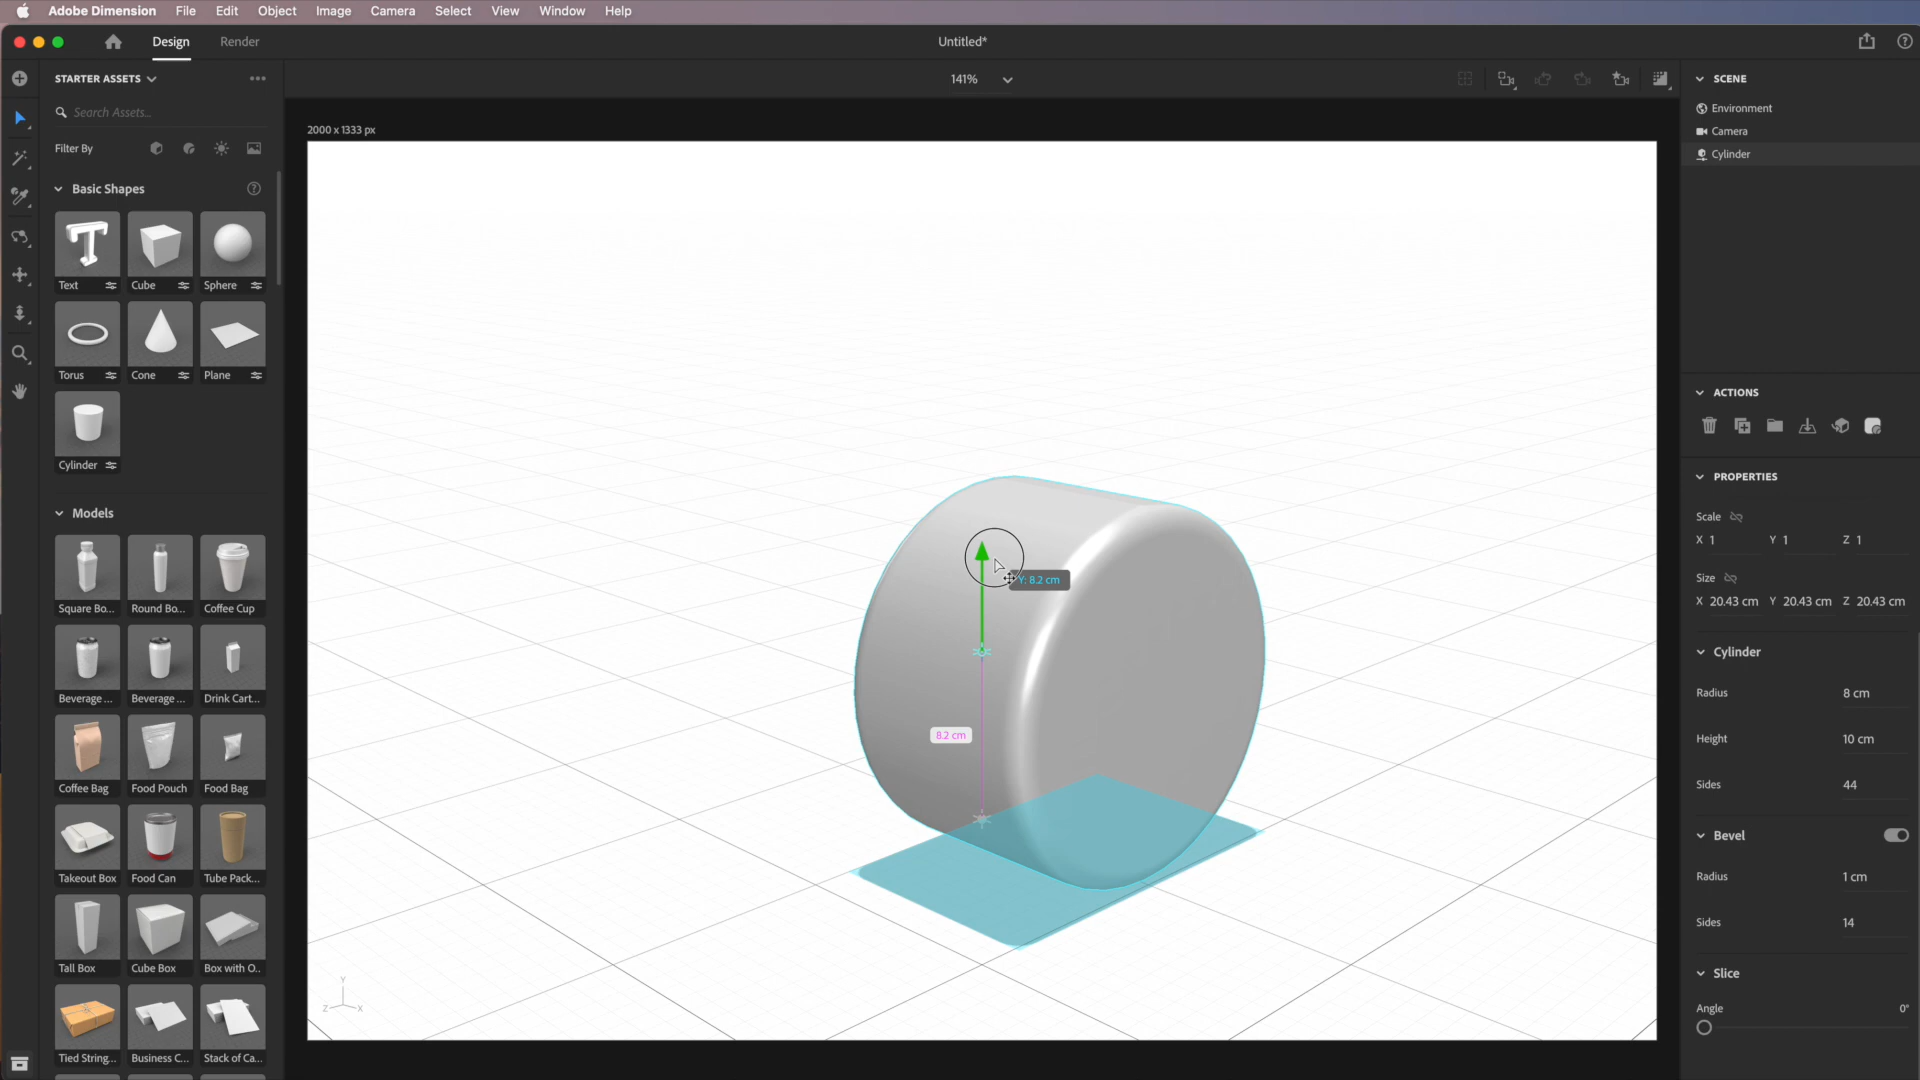 Adobe Dimension File Edit Object Image Camera Select View Window Help
Design Render Untitled*
STARTER ASSETS
141%
Search Assets...
2000 x 1333 px
Filter By
Basic Shapes
Text Cube Sphere
Torus Cone Plane
Cylinder
Models
Square Bo... Round Bo... Coffee Cup
Beverage ... Beverage ... Drink Cart...
Coffee Bag Food Pouch Food Bag
Takeout Box Food Can Tube Pack...
Tall Box Cube Box Box with O..
Tied String... Business C... Stack of Ca...
Y: 8.2 cm
8.2 cm
Y
Z X
SCENE
Environment
Camera
Cylinder
ACTIONS
PROPERTIES
Scale
X 1 Y 1 Z 1
Size
X 20.43 cm Y 20.43 cm Z 20.43 cm
Cylinder
Radius 8 cm
Height 10 cm
Sides 44
Bevel
Radius 1 cm
Sides 14
Slice
Angle 0°